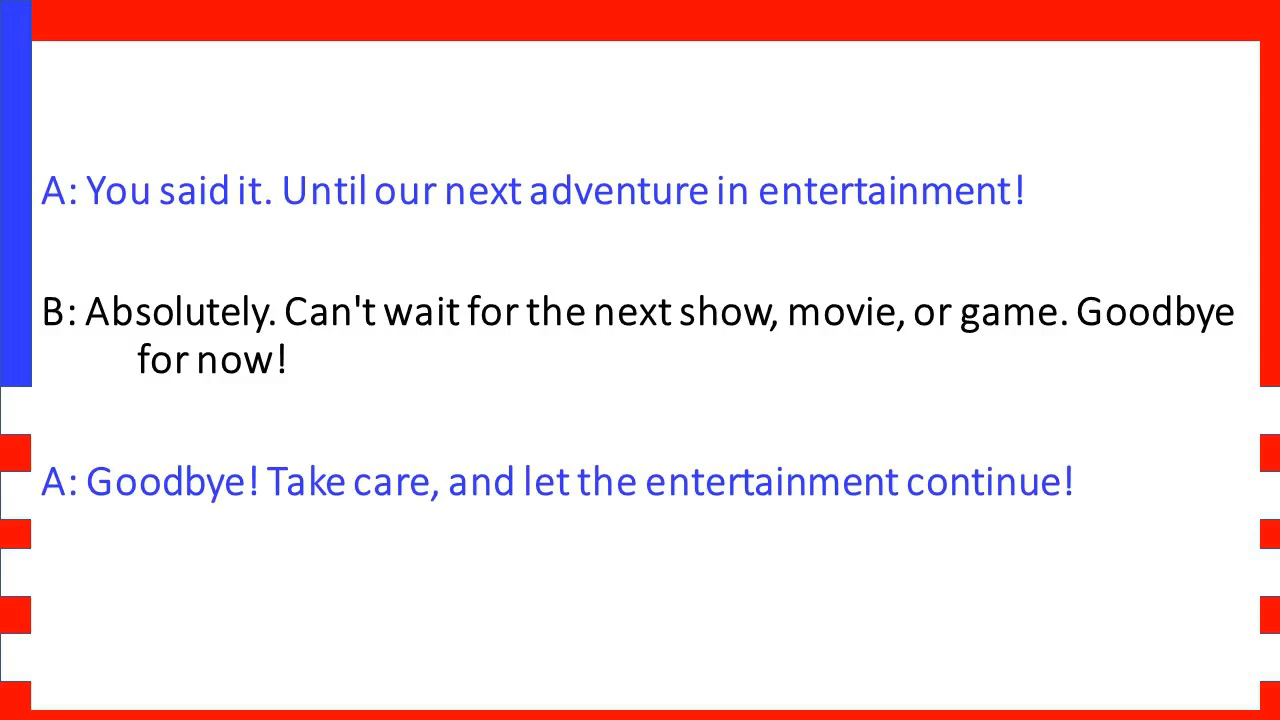 A: You said it. Until our next adventure in entertainment!
B: Absolutely. Can't wait for the next show, movie, or game. Goodbye
for now!
A: Goodbye! Take care, and let the entertainment continue!